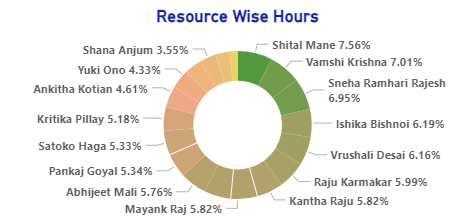 Resource Wise Hours
Shital Mane 7.56%
Vamshi Krishna 7.01%
Sneha Ramhari Rajesh
6.95%
Ishika Bishnoi 6.19%
Vrushali Desai 6.16%
Raju Karmakar 5.99%
Kantha Raju 5.82%
Mayank Raj 5.82%
Abhijeet Mali 5.76%
Pankaj Goyal 5.34%
Satoko Haga 5.33%
Kritika Pillay 5.18%
Ankitha Kotian 4.61%
Yuki Ono 4.33%
Shana Anjum 3.55%